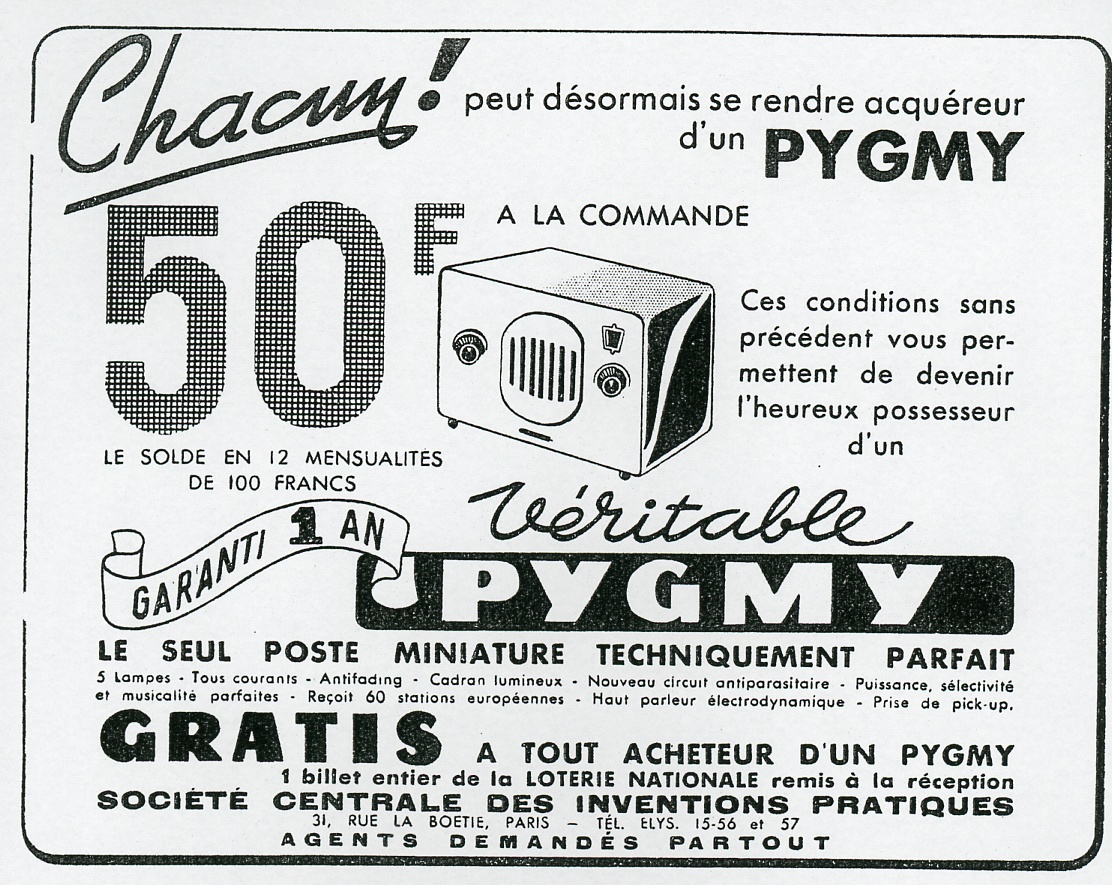 Chacun!
peut désormais se rendre acquéreur
d'un PYGMY
50F A LA COMMANDE
LE SOLDE EN 12 MENSUALITÉS
DE 100 FRANCS
Ces conditions sans
précédent vous per-
mettent de devenir
l'heureux possesseur
d'un
Véritable
GARANTI 1 AN
PYGMY
LE SEUL POSTE MINIATURE TECHNIQUEMENT PARFAIT
5 Lampes - Tous courants - Antifading - Cadran lumineux - Nouveau circuit antiparasitaire - Puissance, sélectivité
et musicalité parfaites - Reçoit 60 stations européennes - Haut parleur électrodynamique - Prise de pick-up.
GRATIS A TOUT ACHETEUR D'UN PYGMY
1 billet entier de la LOTERIE NATIONALE remis à la réception
SOCIÉTÉ CENTRALE DES INVENTIONS PRATIQUES
31, RUE LA BOETIE, PARIS — TÉL. ELYS. 15-56 et 57
AGENTS DEMANDÉS PARTOUT